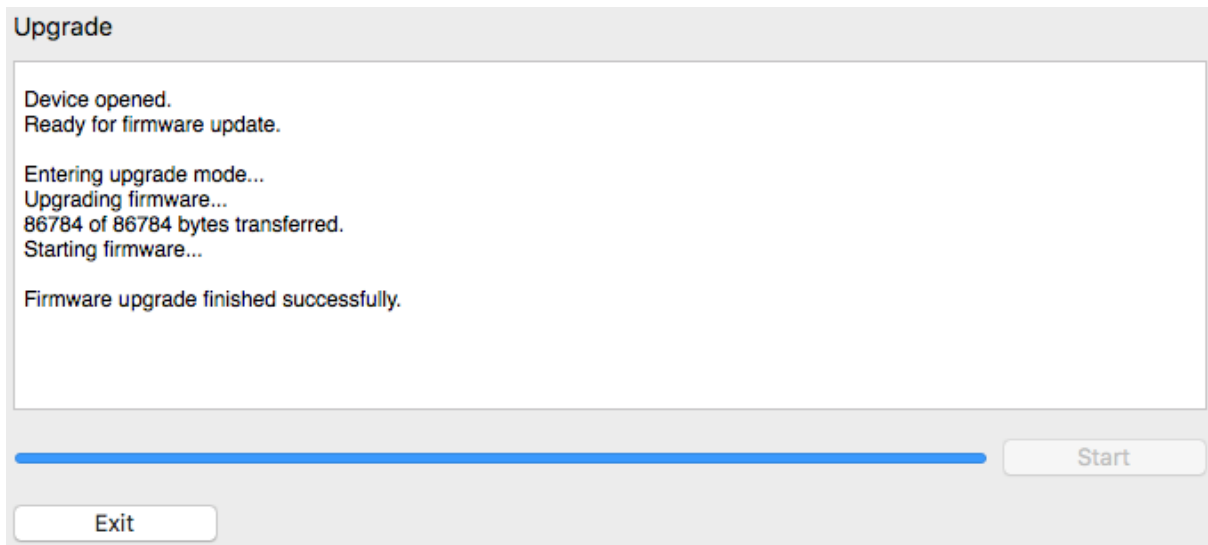 Upgrade
Device opened.
Ready for firmware update.
Entering upgrade mode...
Upgrading firmware...
86784 of 86784 bytes transferred.
Starting firmware...
Firmware upgrade finished successfully.
Start
Exit